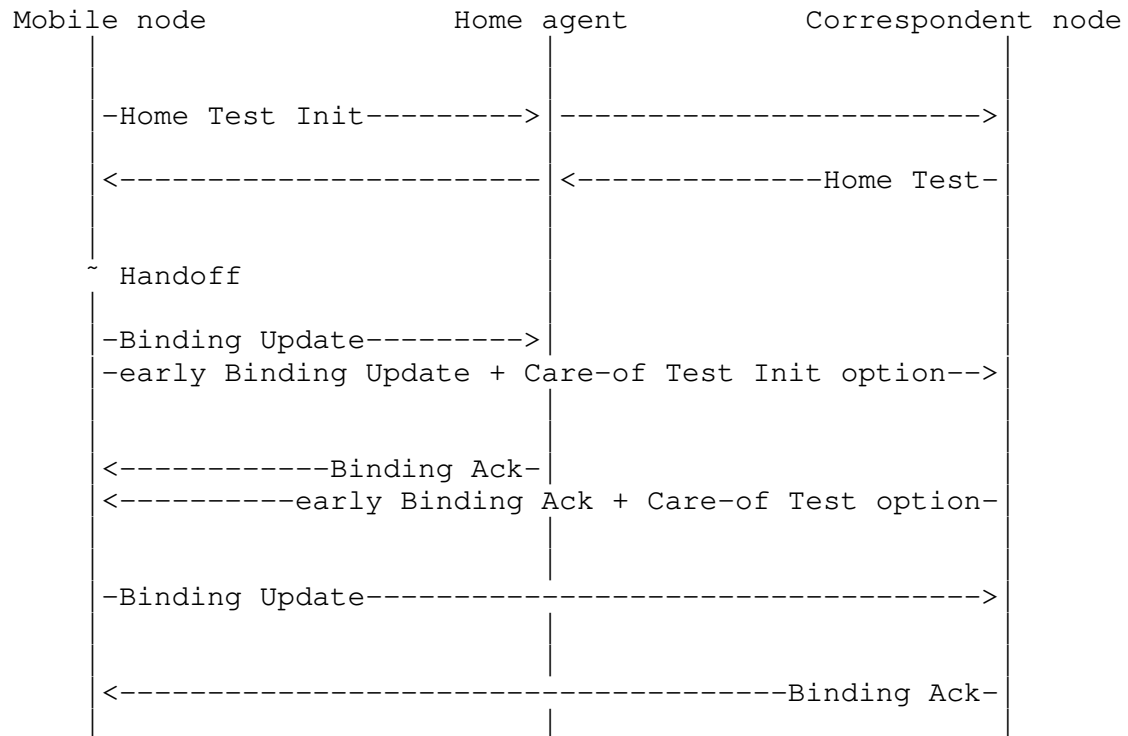 Mobile node Home agent Correspondent node
-Home Test Init---------> ------------------------>
<------------------------ <--------------Home Test-
~ Handoff
-Binding Update--------->
-early Binding Update + Care-of Test Init option-->
<------------Binding Ack-
<----------early Binding Ack + Care-of Test option-
-Binding Update----------------------------------->
<--------------------------------------Binding Ack-